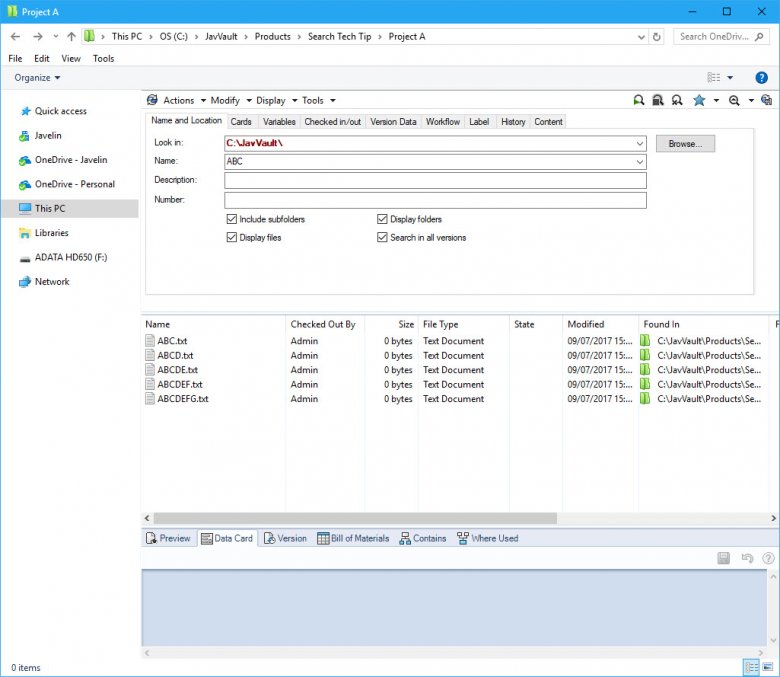 Project A
This PC > OS (C:) > JavVault > Products > Search Tech Tip > Project A
Search OneDriv...
File Edit View Tools
Organize
Quick access
Javelin
OneDrive - Javelin
OneDrive - Personal
This PC
Libraries
ADATA HD650 (F:)
Network
Actions Modify Display Tools
Name and Location Cards Variables Checked in/out Version Data Workflow Label History Content
Look in: C:\JavVault\ Browse...
Name: ABC
Description:
Number:
Include subfolders Display folders
Display files Search in all versions
Name Checked Out By Size File Type State Modified Found In F
ABC.txt Admin 0 bytes Text Document 09/07/2017 15:... C:\JavVault\Products\Se...
ABCD.txt Admin 0 bytes Text Document 09/07/2017 15:... C:\JavVault\Products\Se...
ABCDE.txt Admin 0 bytes Text Document 09/07/2017 15:... C:\JavVault\Products\Se...
ABCDEF.txt Admin 0 bytes Text Document 09/07/2017 15:... C:\JavVault\Products\Se...
ABCDEFG.txt Admin 0 bytes Text Document 09/07/2017 15:... C:\JavVault\Products\Se...
Preview Data Card Version Bill of Materials Contains Where Used
0 items